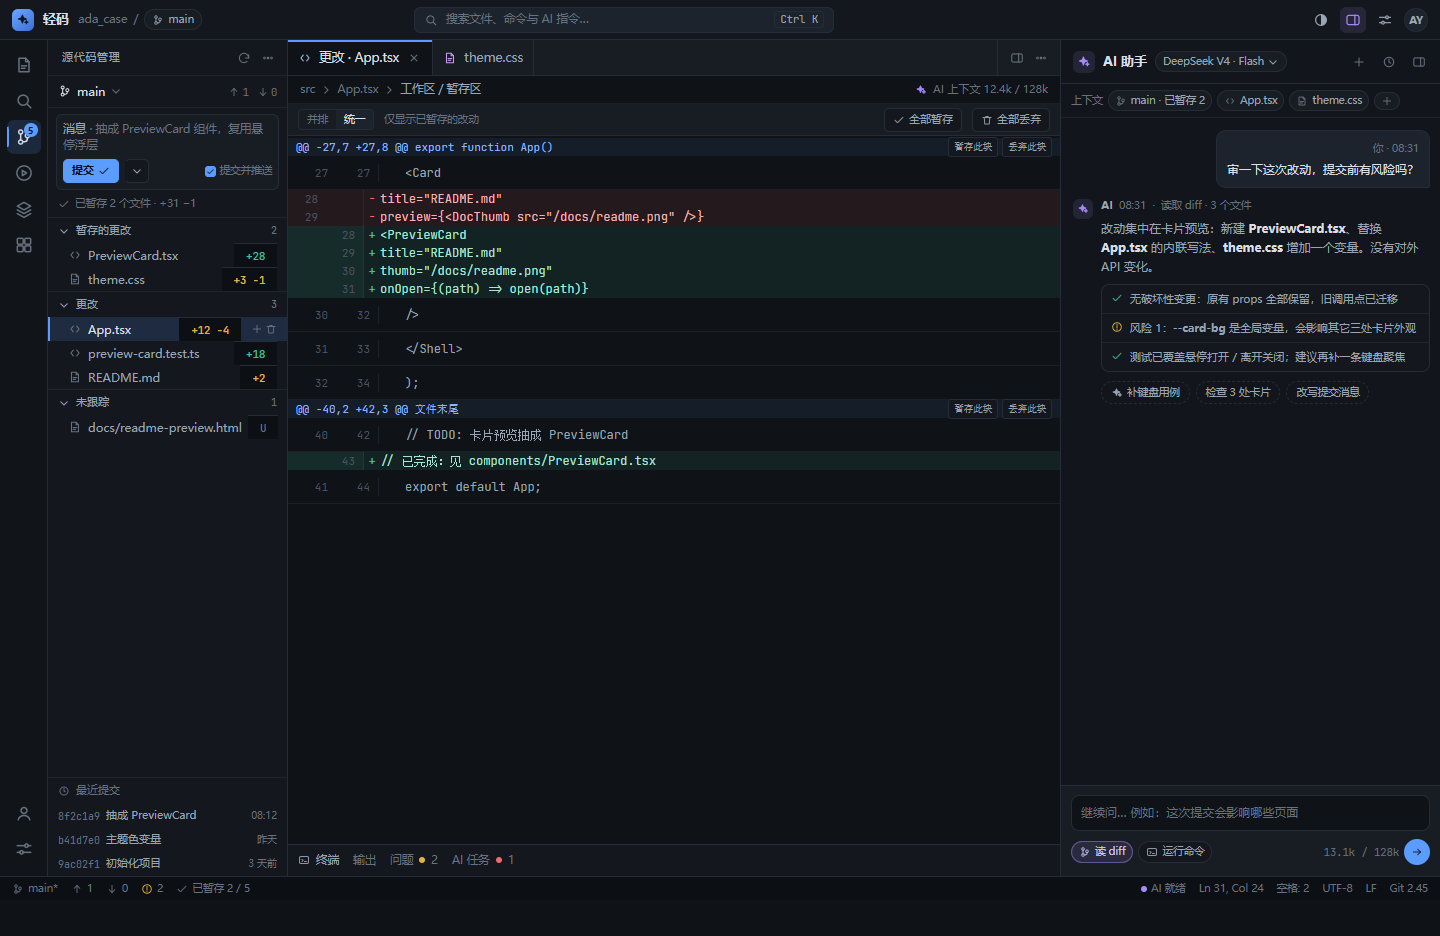 轻码 ada_case / main
搜索文件、命令与 AI 指令... Ctrl K
AY
源代码管理
main ↑ 1 ↓ 0
消息 · 抽成 PreviewCard 组件，复用悬
停浮层
提交 ✓ 提交并推送
已暂存 2 个文件 · +31 −1
暂存的更改 2
PreviewCard.tsx +28
theme.css +3 -1
更改 3
App.tsx +12 -4
preview-card.test.ts +18
README.md +2
未跟踪 1
docs/readme-preview.html U
最近提交
8f2c1a9 抽成 PreviewCard 08:12
b41d7e0 主题色变量 昨天
9ac02f1 初始化项目 3 天前
更改 · App.tsx ×
theme.css
src > App.tsx > 工作区 / 暂存区
AI 上下文 12.4k / 128k
并排 统一 仅显示已暂存的改动
全部暂存 全部丢弃
@@ -27,7 +27,8 @@ export function App() 暂存此块 丢弃此块
27 27 <Card
28 - title="README.md"
29 - preview={<DocThumb src="/docs/readme.png" />}
28 + <PreviewCard
29 + title="README.md"
30 + thumb="/docs/readme.png"
31 + onOpen={(path) => open(path)}
30 32 />
31 33 </Shell>
32 34 );
@@ -40,2 +42,3 @@ 文件末尾 暂存此块 丢弃此块
40 42 // TODO: 卡片预览抽成 PreviewCard
43 + // 已完成: 见 components/PreviewCard.tsx
41 44 export default App;
终端 输出 问题 2 AI 任务 1
AI 助手 DeepSeek V4 · Flash
上下文 main · 已暂存 2 App.tsx theme.css +
你 · 08:31
审一下这次改动，提交前有风险吗？
AI 08:31 · 读取 diff · 3 个文件
改动集中在卡片预览：新建 PreviewCard.tsx、替换
App.tsx 的内联写法、theme.css 增加一个变量。没有对外
API 变化。
无破坏性变更：原有 props 全部保留，旧调用点已迁移
风险 1：--card-bg 是全局变量，会影响其它三处卡片外观
测试已覆盖悬停打开 / 离开关闭；建议再补一条键盘聚焦
补键盘用例 检查 3 处卡片 改写提交消息
继续问... 例如：这次提交会影响哪些页面
读 diff 运行命令 13.1k / 128k
main* ↑ 1 ↓ 0 2 已暂存 2 / 5
AI 就绪 Ln 31, Col 24 空格: 2 UTF-8 LF Git 2.45